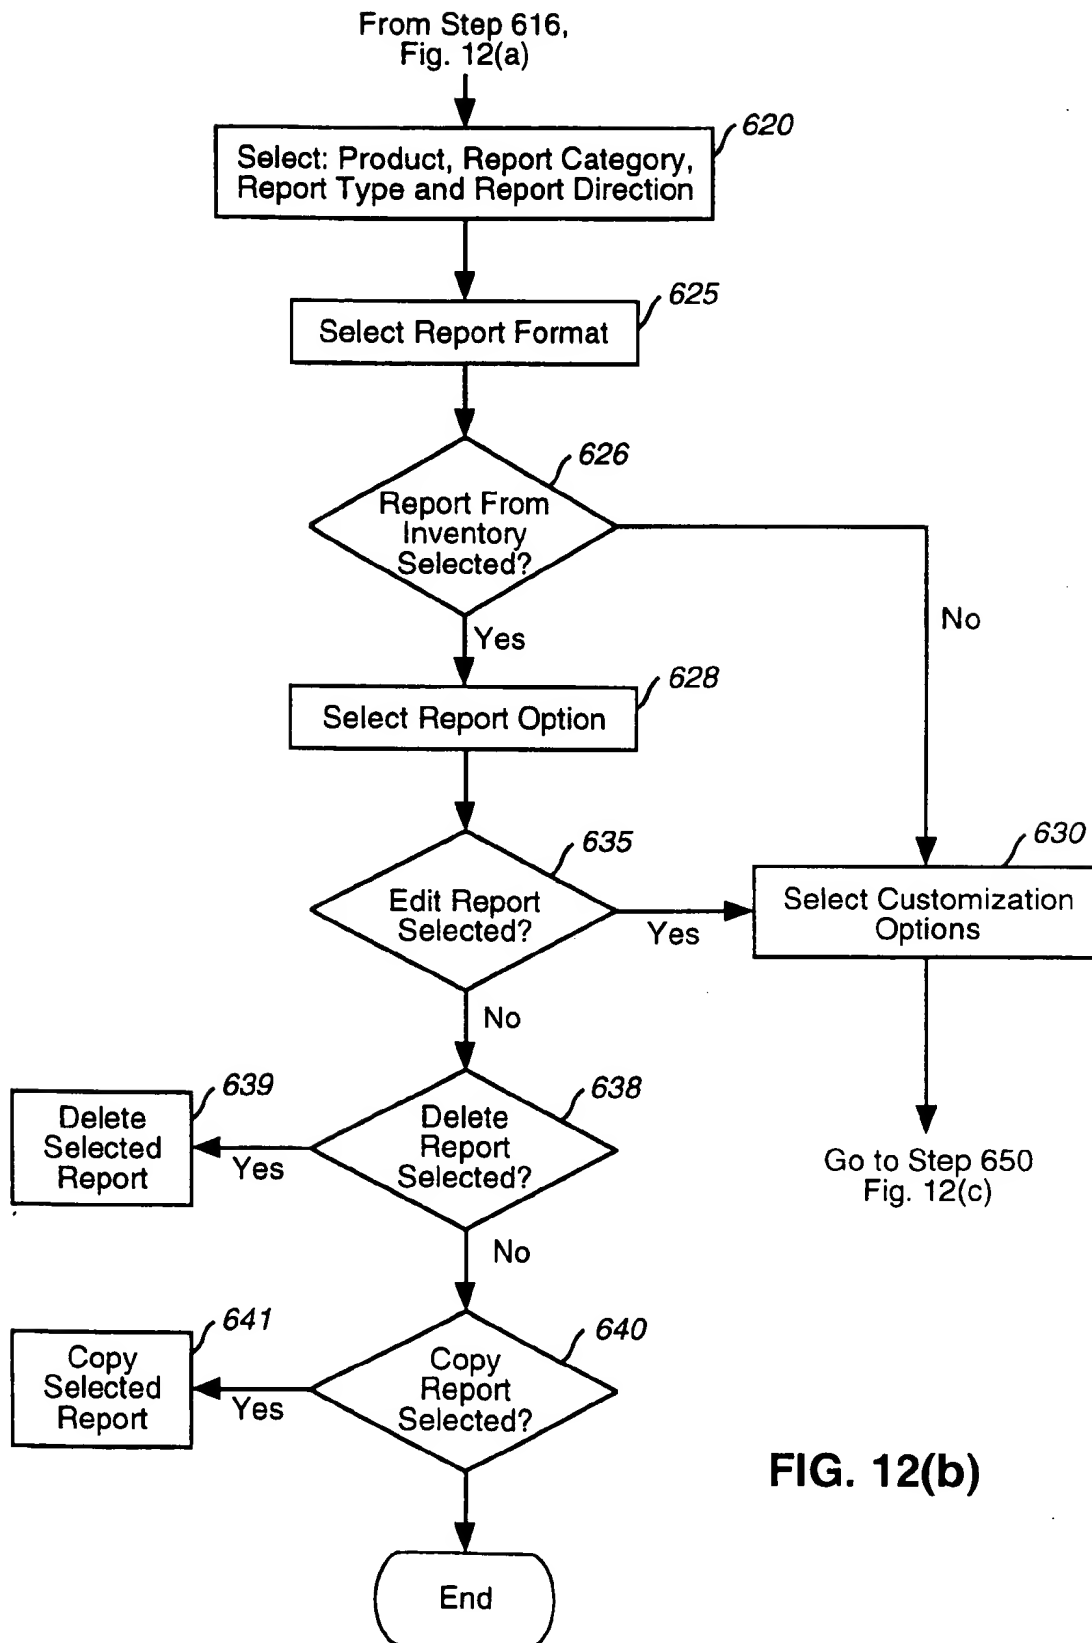 From Step 616,
Fig. 12(a)
620
Select: Product, Report Category,
Report Type and Report Direction
625
Select Report Format
626
Report From
Inventory
Selected?
No
Yes
628
Select Report Option
635
Edit Report
Selected?
Yes
630
Select Customization
Options
No
639
Delete
Selected
Report
Yes
638
Delete
Report
Selected?
Go to Step 650
Fig. 12(c)
No
641
Copy
Selected
Report
Yes
640
Copy
Report
Selected?
FIG. 12(b)
End